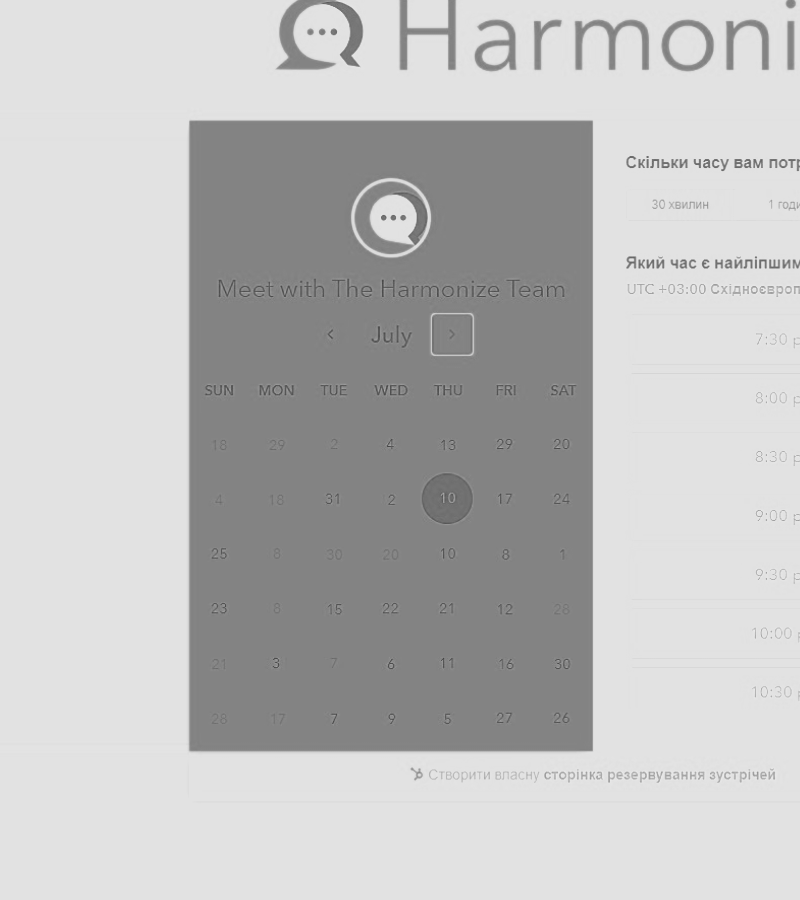 Harmoni
Meet with The Harmonize Team
July
SUN MON TUE WED THU FRI SAT
18 29 2 4 13 29 20
4 18 31 2 10 17 24
25 8 30 20 10 8 1
23 8 15 22 21 12 28
21 3 7 6 11 16 30
28 17 7 9 5 27 26
Скільки часу вам потр
30 хвилин 1 годи
Який час є найліпшим
UTC +03:00 Східноєвроп
7:30 р
8:00 р
8:30 р
9:00 р
9:30 р
10:00 р
10:30 р
Створити власну сторінка резервування зустрічей